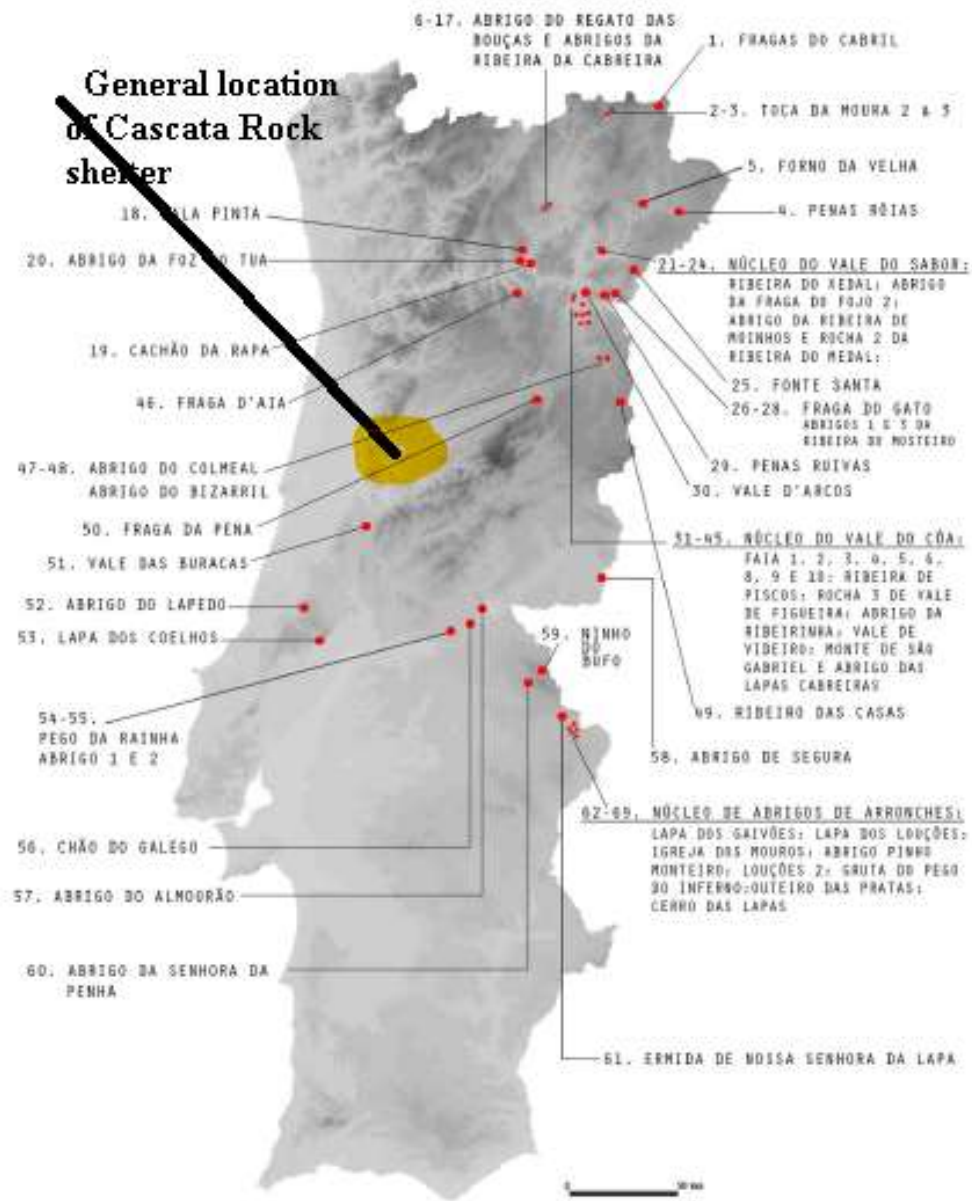 6-17. ABRIGO DO REGATO DAS
BOUÇAS E ABRIGOS DA
RIBEIRA DA CABREIRA
1. FRAGAS DO CABRIL
General location
of Cascata Rock
shelter
2-3. TOCA DA MOURA 2 & 3
5. FORNO DA VELHA
4. PENAS RÓIAS
18. PALA PINTA
20. ABRIGO DA FOZ DO TUA
21-24. NÚCLEO DO VALE DO SABOR:
RIBEIRA DO XEDAL; ABRIGO
DA FRAGA DO FOJO 2;
ABRIGO DA RIBEIRA DE
MOINHOS E ROCHA 2 DA
RIBEIRA DO MEDAL;
19. CACHÃO DA RAPA
25. FONTE SANTA
46. FRAGA D'AIA
26-28. FRAGA DO GATO
ABRIGOS 1 E 3 DA
RIBEIRA DO MOSTEIRO
47-48. ABRIGO DO COLMEAL
ABRIGO DO BIZARRIL
29. PENAS RUIVAS
30. VALE D'ARCOS
50. FRAGA DA PENA
51. VALE DAS BURACAS
31-45. NÚCLEO DO VALE DO CÔA:
FAIA 1, 2, 3, 4, 5, 6,
8, 9 E 10; RIBEIRA DE
PISCOS; ROCHA 3 DE VALE
DE FIGUEIRA; ABRIGO DA
RIBEIRINHA; VALE DE
VIDEIRO; MONTE DE SÃO
GABRIEL E ABRIGO DAS
LAPAS CABREIRAS
52. ABRIGO DO LAPEDO
53. LAPA DOS COELHOS
59. NINHO
DO
BUFO
49. RIBEIRO DAS CASAS
54-55.
PEGO DA RAINHA
ABRIGO 1 E 2
58. ABRIGO DE SEGURA
62-69. NÚCLEO DE ABRIGOS DE ARRONCHES:
LAPA DOS GAIVÕES; LAPA DOS LOUÇÕES;
IGREJA DOS MOUROS; ABRIGO PINHO
MONTEIRO; LOUÇÕES 2; GRUTA DO PEGO
DO INFERNO;OUTEIRO DAS PRATAS;
CERRO DAS LAPAS
56. CHÃO DO GALEGO
57. ABRIGO DO ALMOURÃO
60. ABRIGO DA SENHORA DA
PENHA
61. ERMIDA DE NOSSA SENHORA DA LAPA
0 50 km